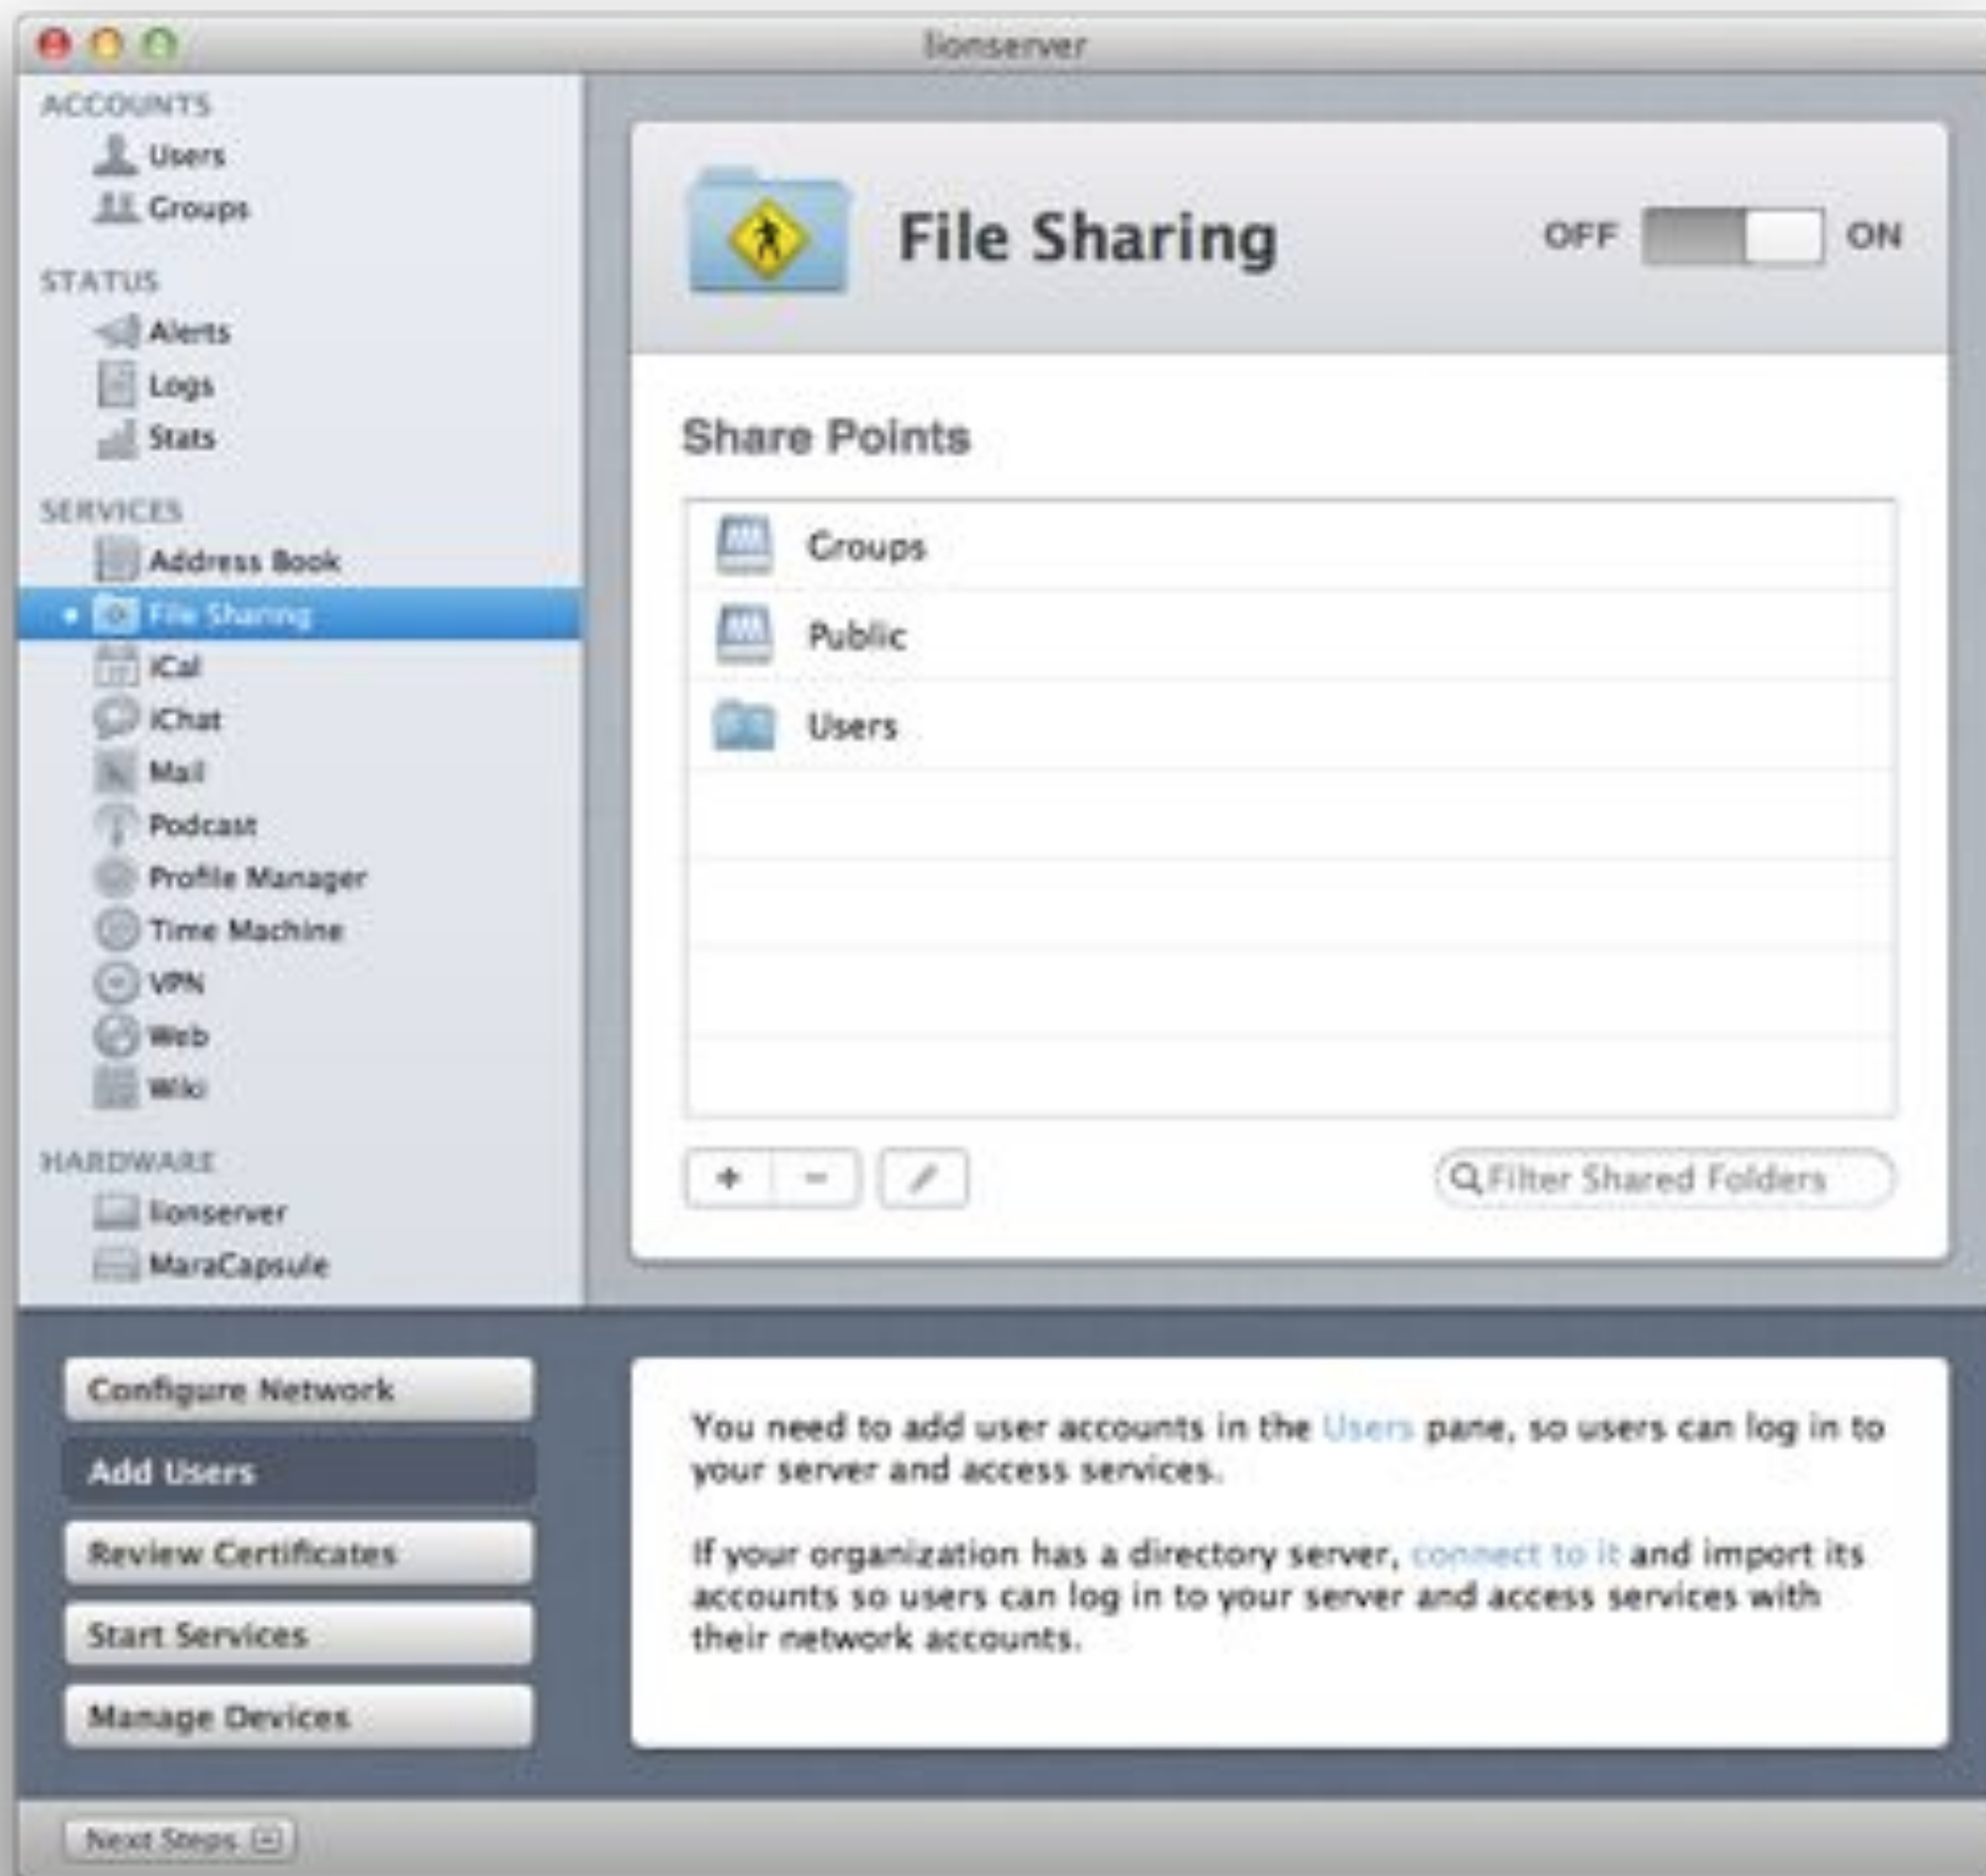 lionserver
ACCOUNTS
Users
Groups
STATUS
Alerts
Logs
Stats
SERVICES
Address Book
File Sharing
iCal
iChat
Mail
Podcast
Profile Manager
Time Machine
VPN
Web
Wiki
HARDWARE
lionserver
MaraCapsule
File Sharing
OFF ON
Share Points
Groups
Public
Users
Filter Shared Folders
Configure Network
Add Users
Review Certificates
Start Services
Manage Devices
You need to add user accounts in the Users pane, so users can log in to
your server and access services.
If your organization has a directory server, connect to it and import its
accounts so users can log in to your server and access services with
their network accounts.
Next Steps